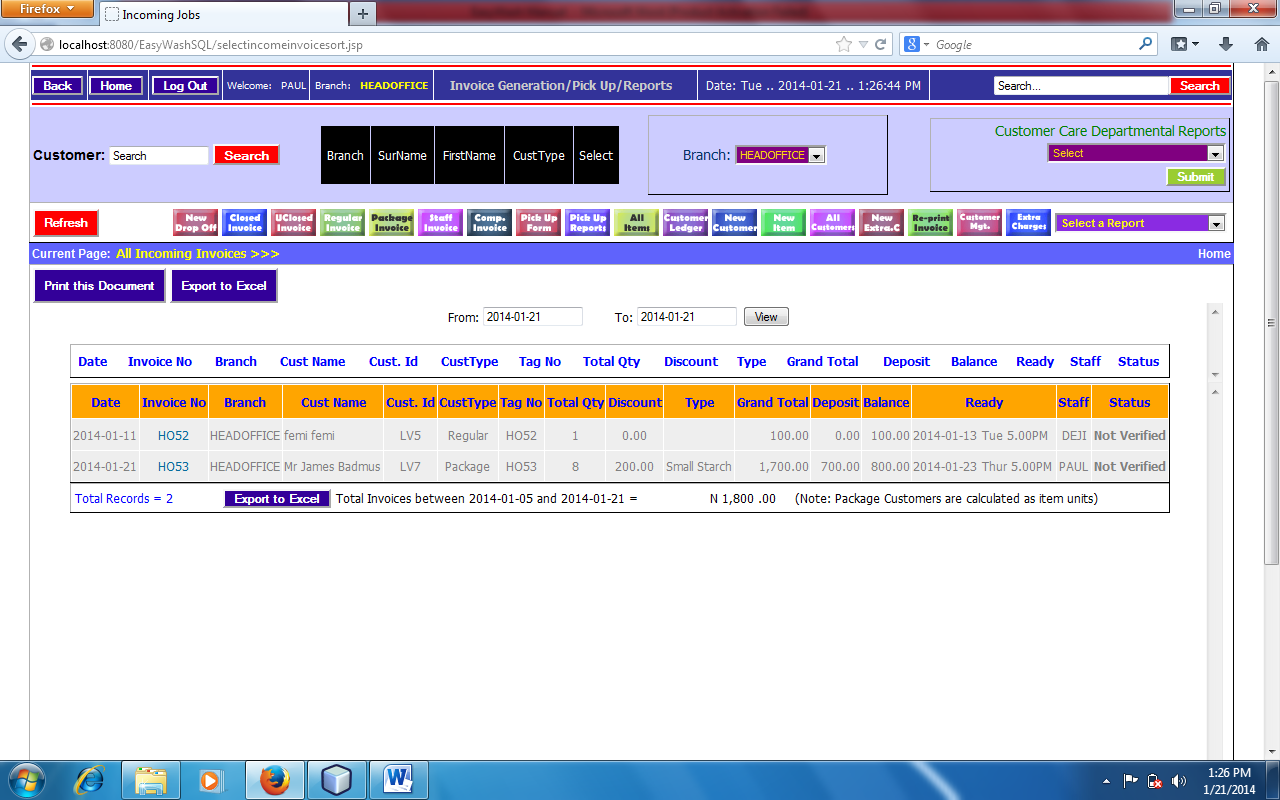 Firefox
Incoming Jobs
localhost:8080/EasyWashSQL/selectincomeinvoicesort.jsp
Google
Back Home Log Out Welcome: PAUL Branch: HEADOFFICE Invoice Generation/Pick Up/Reports Date: Tue .. 2014-01-21 .. 1:26:44 PM Search... Search
Customer: Search Search Branch SurName FirstName CustType Select Branch: HEADOFFICE
Customer Care Departmental Reports
Select
Submit
Refresh
New Drop Off
Closed Invoice
UClosed Invoice
Regular Invoice
Package Invoice
Staff Invoice
Comp. Invoice
Pick Up Form
Pick Up Reports
All Items
Customer Ledger
New Customer
New Item
All Customers
New Extra.C
Re-print Invoice
Customer Mgt.
Extra Charges
Select a Report
Current Page: All Incoming Invoices >>> Home
Print this Document Export to Excel
From: 2014-01-21 To: 2014-01-21 View
Date Invoice No Branch Cust Name Cust. Id CustType Tag No Total Qty Discount Type Grand Total Deposit Balance Ready Staff Status
Date Invoice No Branch Cust Name Cust. Id CustType Tag No Total Qty Discount Type Grand Total Deposit Balance Ready Staff Status
2014-01-11 HO52 HEADOFFICE femi femi LV5 Regular HO52 1 0.00 100.00 0.00 100.00 2014-01-13 Tue 5.00PM DEJI Not Verified
2014-01-21 HO53 HEADOFFICE Mr James Badmus LV7 Package HO53 8 200.00 Small Starch 1,700.00 700.00 800.00 2014-01-23 Thur 5.00PM PAUL Not Verified
Total Records = 2 Export to Excel Total Invoices between 2014-01-05 and 2014-01-21 = N 1,800 .00 (Note: Package Customers are calculated as item units)
1:26 PM
1/21/2014